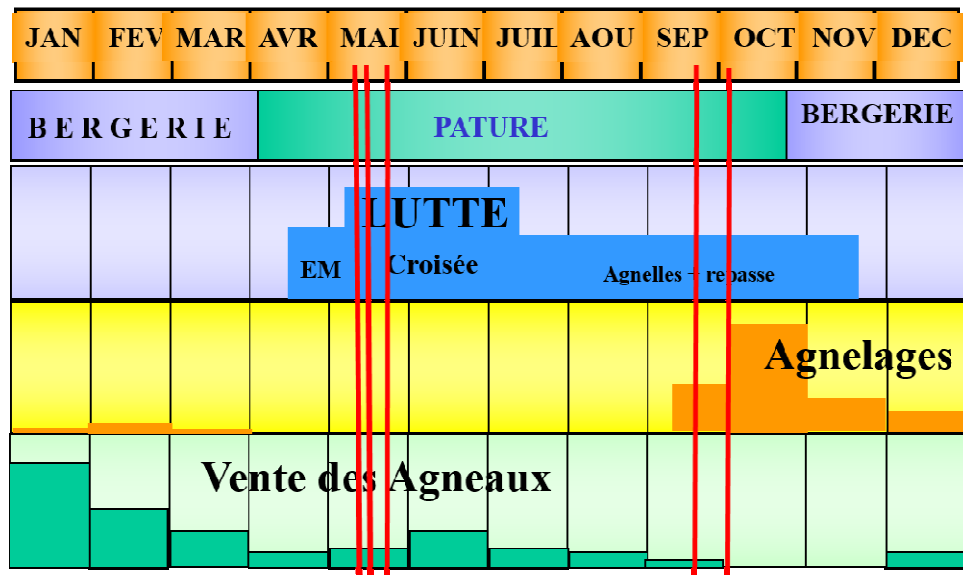 JAN FEV MAR AVR MAI JUIN JUIL AOU SEP OCT NOV DEC
BERGERIE PATURE BERGERIE
LUTTE
EM Croisée Agnelles + repasse
Agnelages
Vente des Agneaux